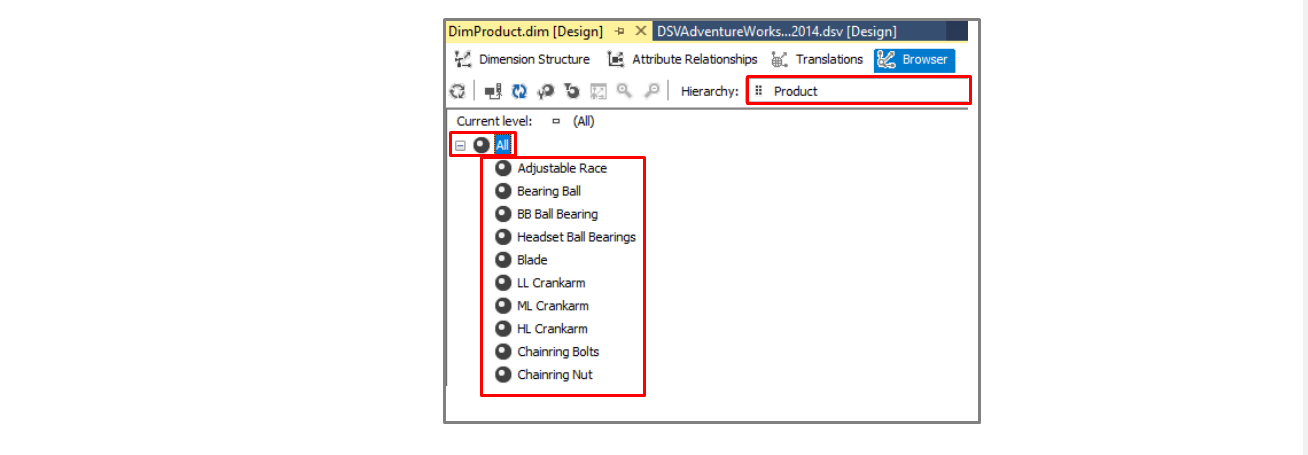 DimProduct.dim [Design] DSVAdventureWorks...2014.dsv [Design]
Dimension Structure Attribute Relationships Translations Browser
Hierarchy: Product
Current level: (All)
All
Adjustable Race
Bearing Ball
BB Ball Bearing
Headset Ball Bearings
Blade
LL Crankarm
ML Crankarm
HL Crankarm
Chainring Bolts
Chainring Nut